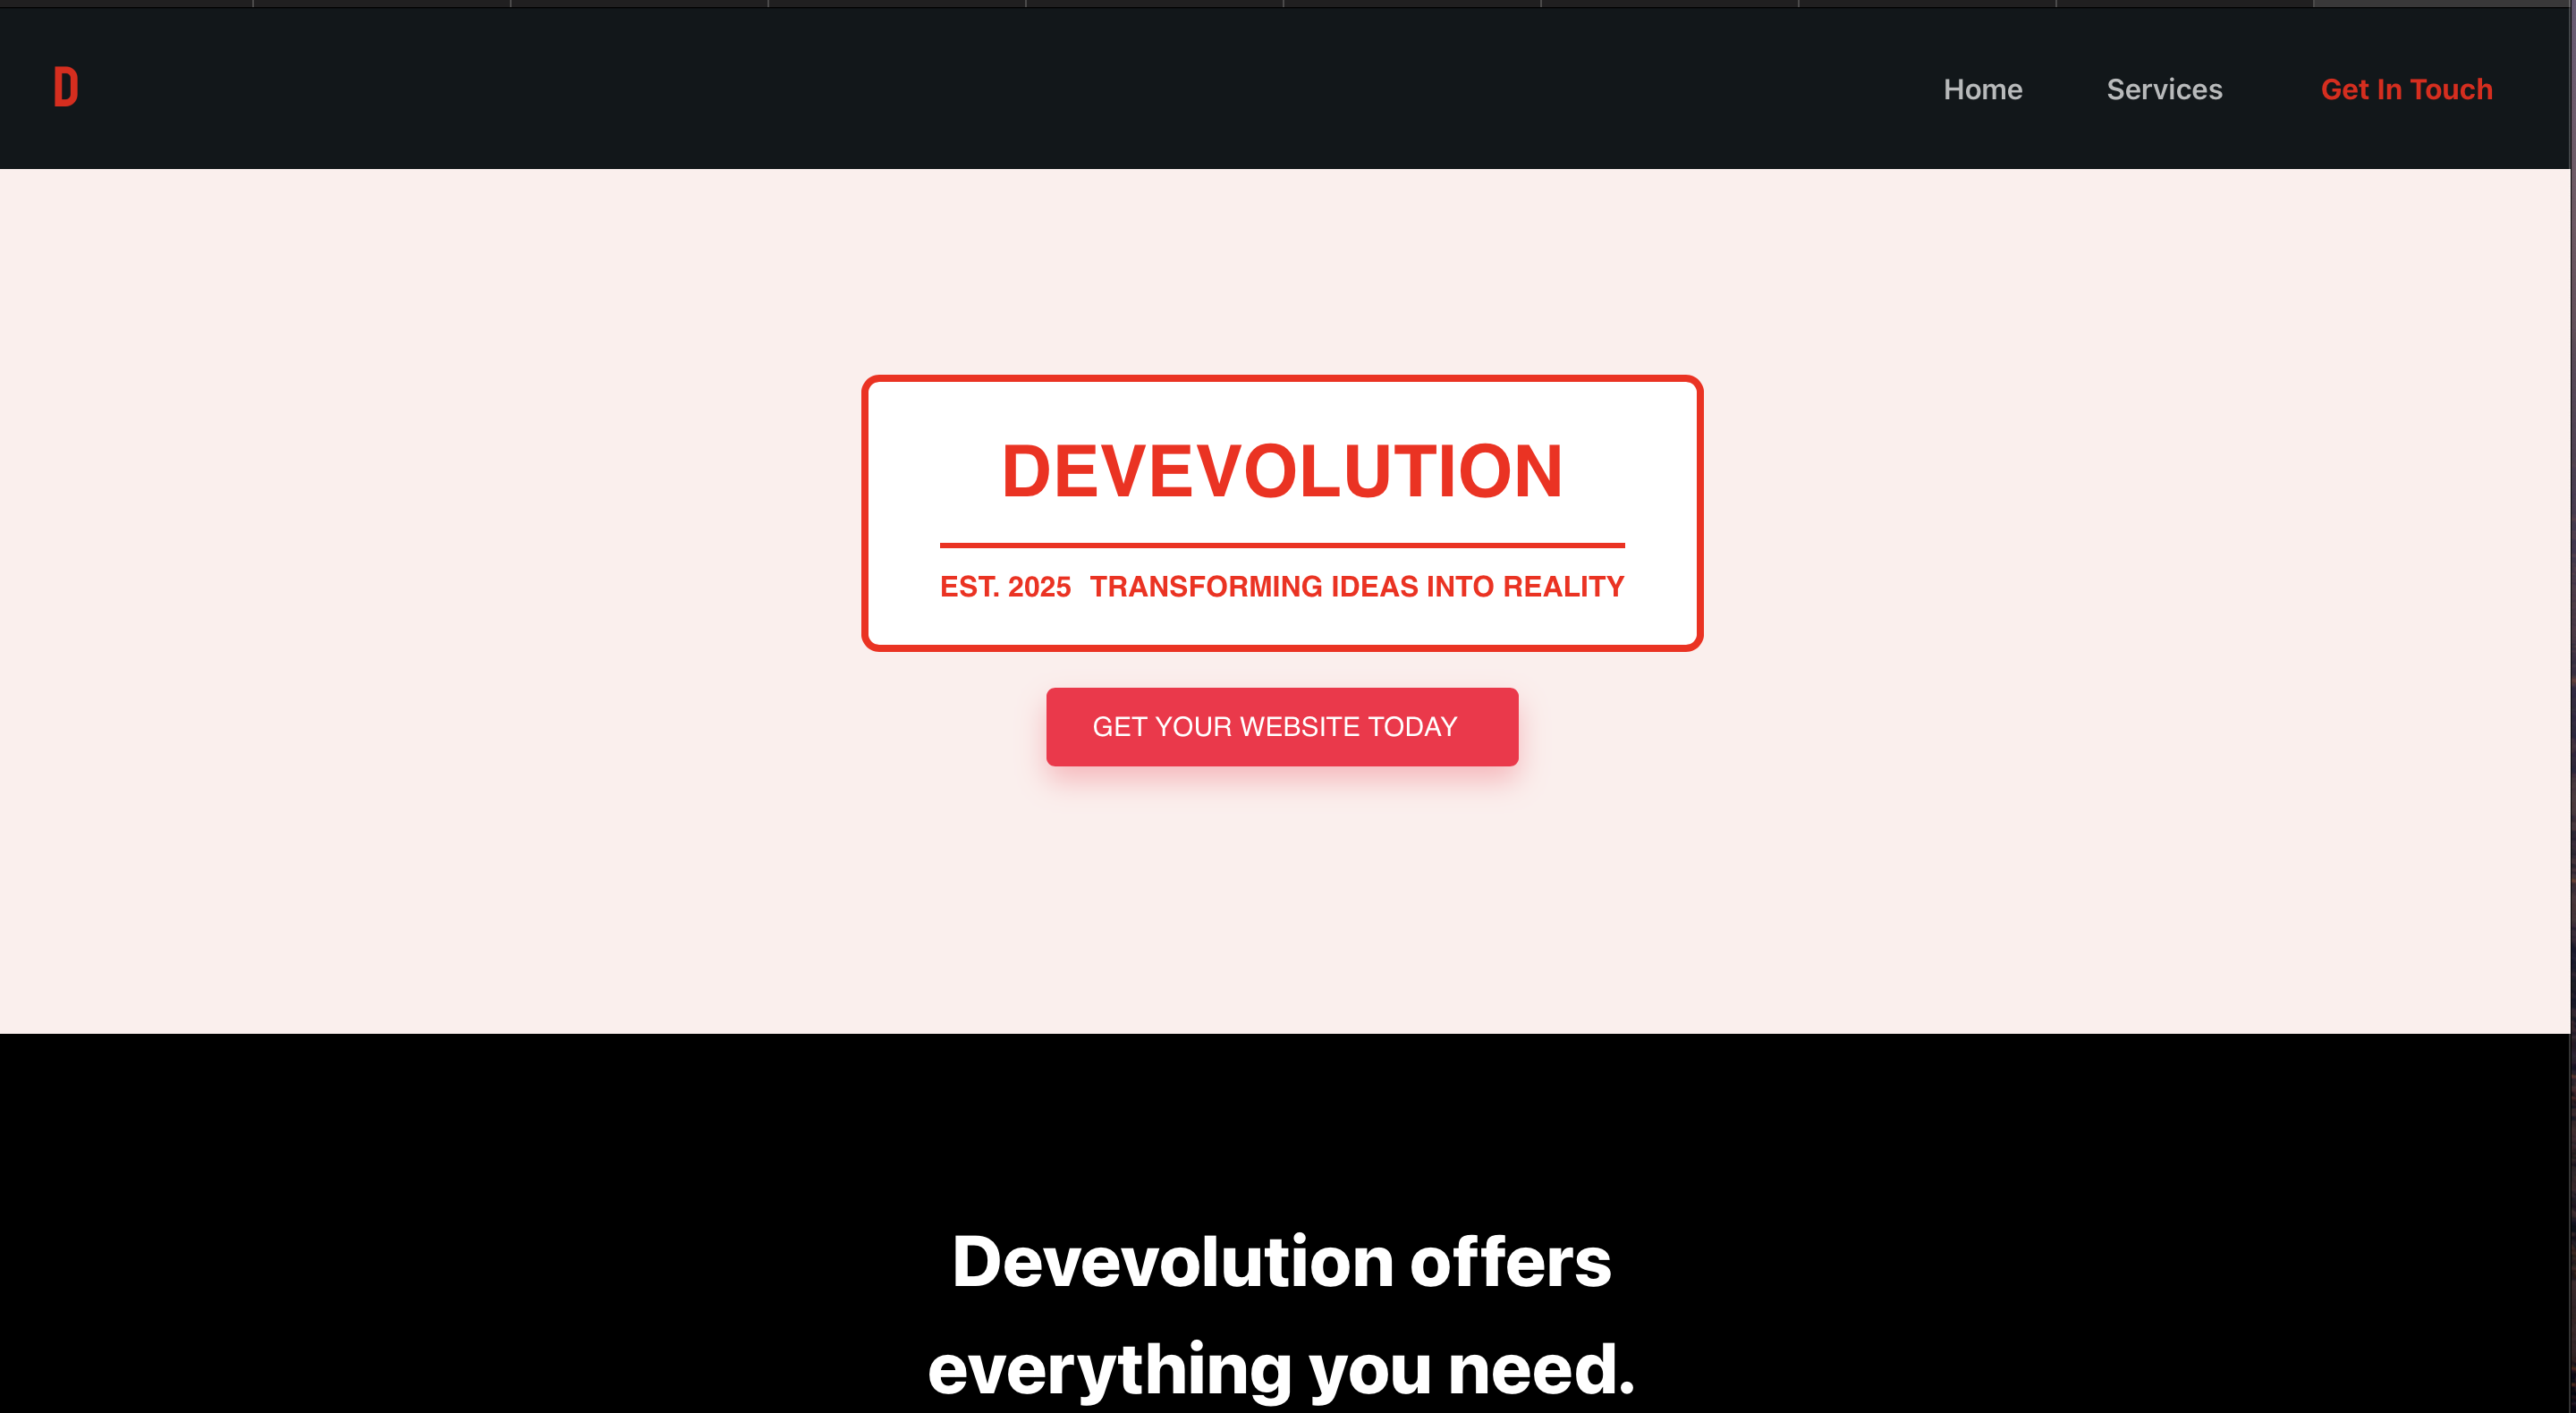 D
Home Services Get In Touch
DEVEVOLUTION
EST. 2025 TRANSFORMING IDEAS INTO REALITY
GET YOUR WEBSITE TODAY
Devevolution offers
everything you need.